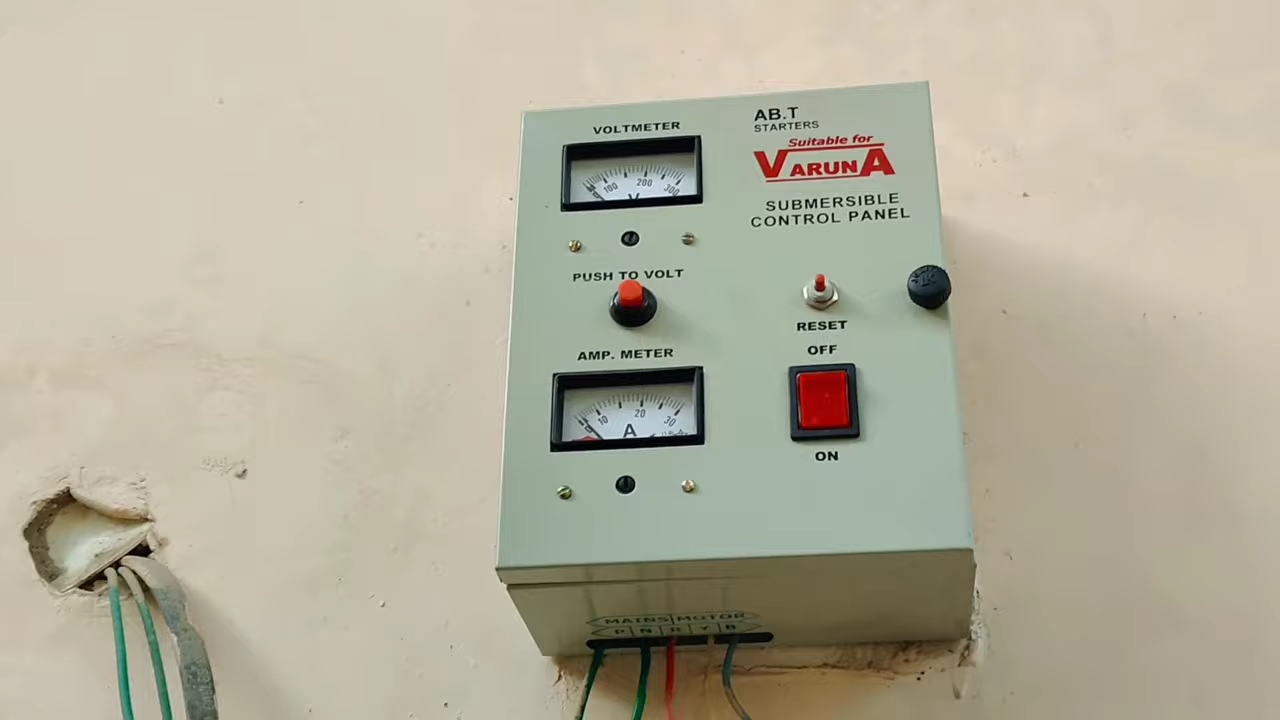 VOLTMETER
100 200 300
V
AB.T
STARTERS
Suitable for
VARUNA
SUBMERSIBLE
CONTROL PANEL
PUSH TO VOLT
RESET
AMP. METER
0 10 20 30
A
OFF
ON
MAINS MOTOR
P N R Y B